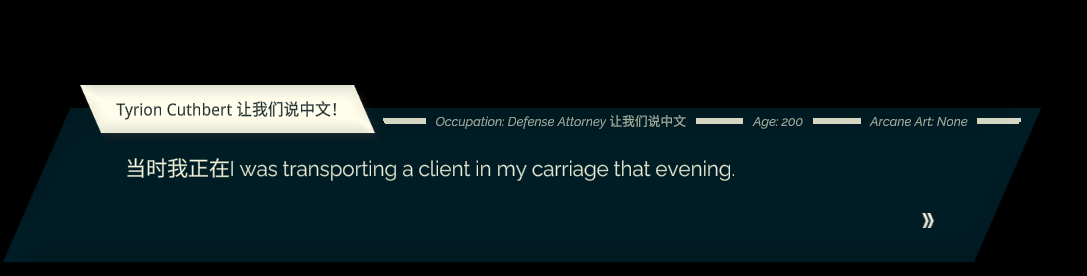 Tyrion Cuthbert 让我们说中文!
Occupation: Defense Attorney 让我们说中文 Age: 200 Arcane Art: None
当时我正在I was transporting a client in my carriage that evening.